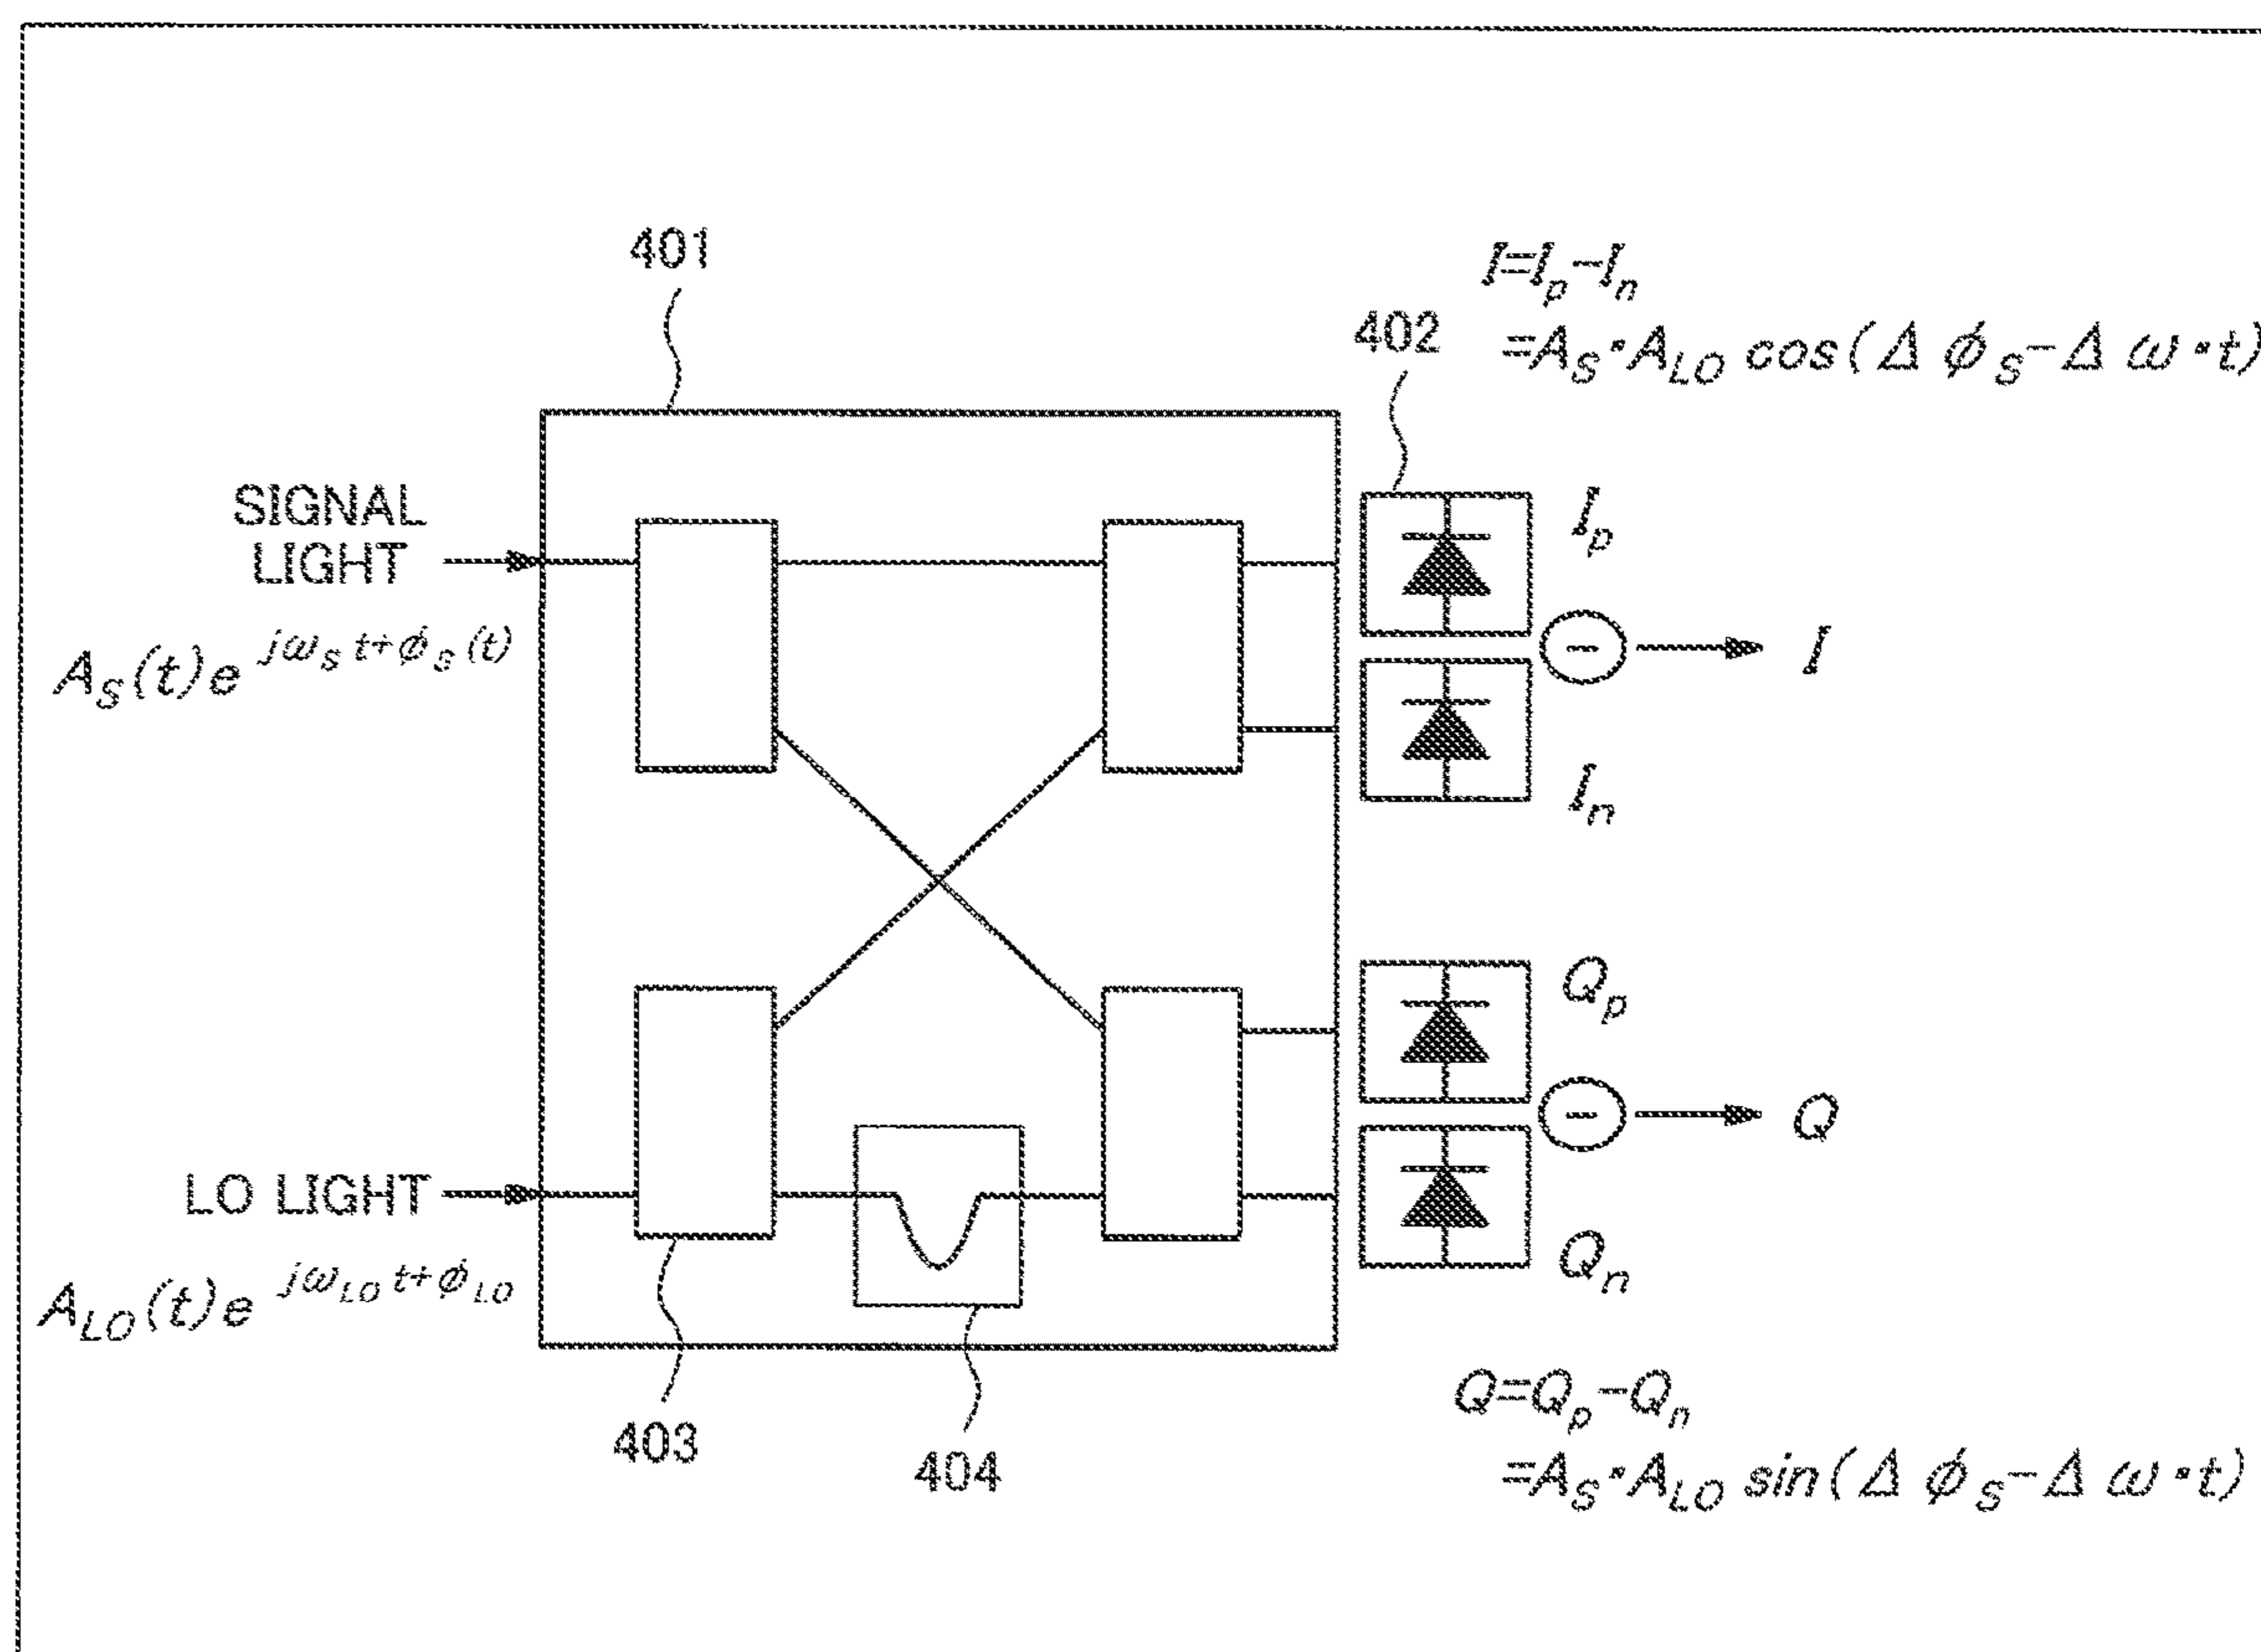 401
I=Ip−In
402
=AS·ALO cos(Δ ϕS−Δ ω·t)
SIGNAL
LIGHT
Ip
AS(t)e jωS t+ϕS(t)
−
I
In
Qp
−
Q
LO LIGHT
Qn
ALO(t)e jωLO t+ϕLO
Q=Qp−Qn
403
404
=AS·ALO sin(Δ ϕS−Δ ω·t)